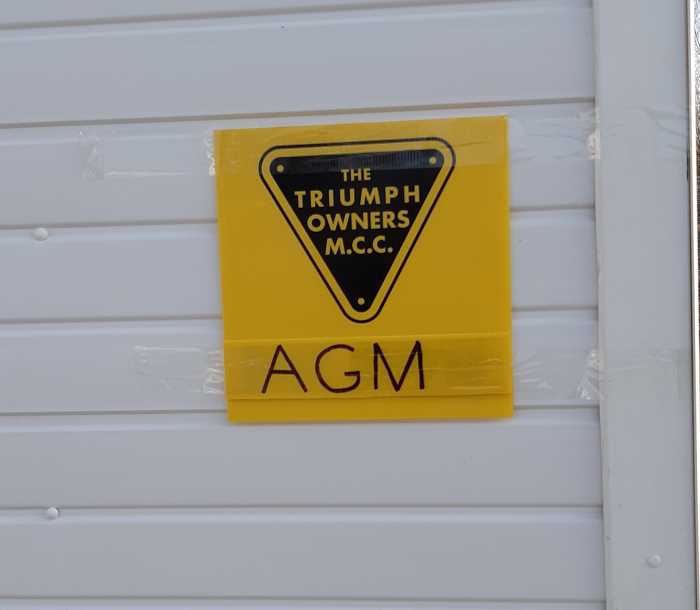 THE
TRIUMPH
OWNERS
M.C.C.
AGM